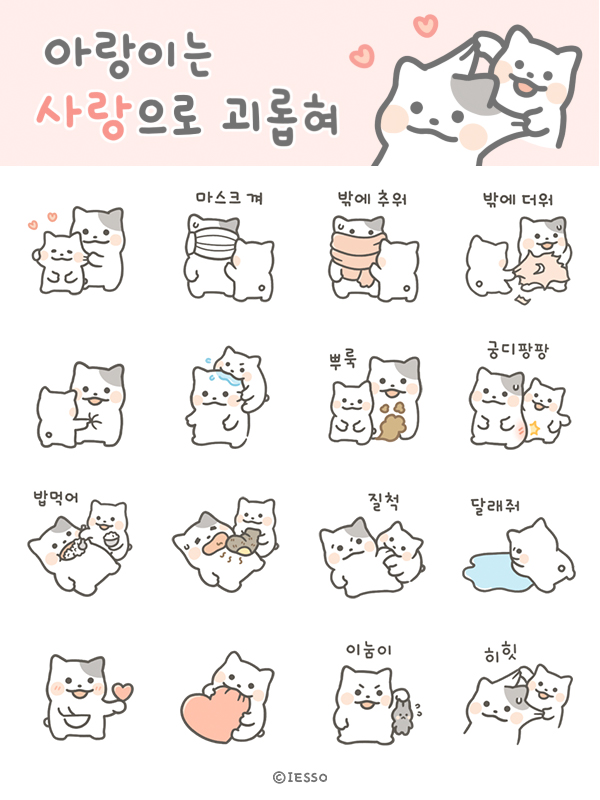 아랑이는
사랑으로 괴롭혀
마스크 껴
밖에 추워
밖에 더워
뿌룩
궁디팡팡
밥먹어
질척
달래줘
이눔이
히힛
©IESSO